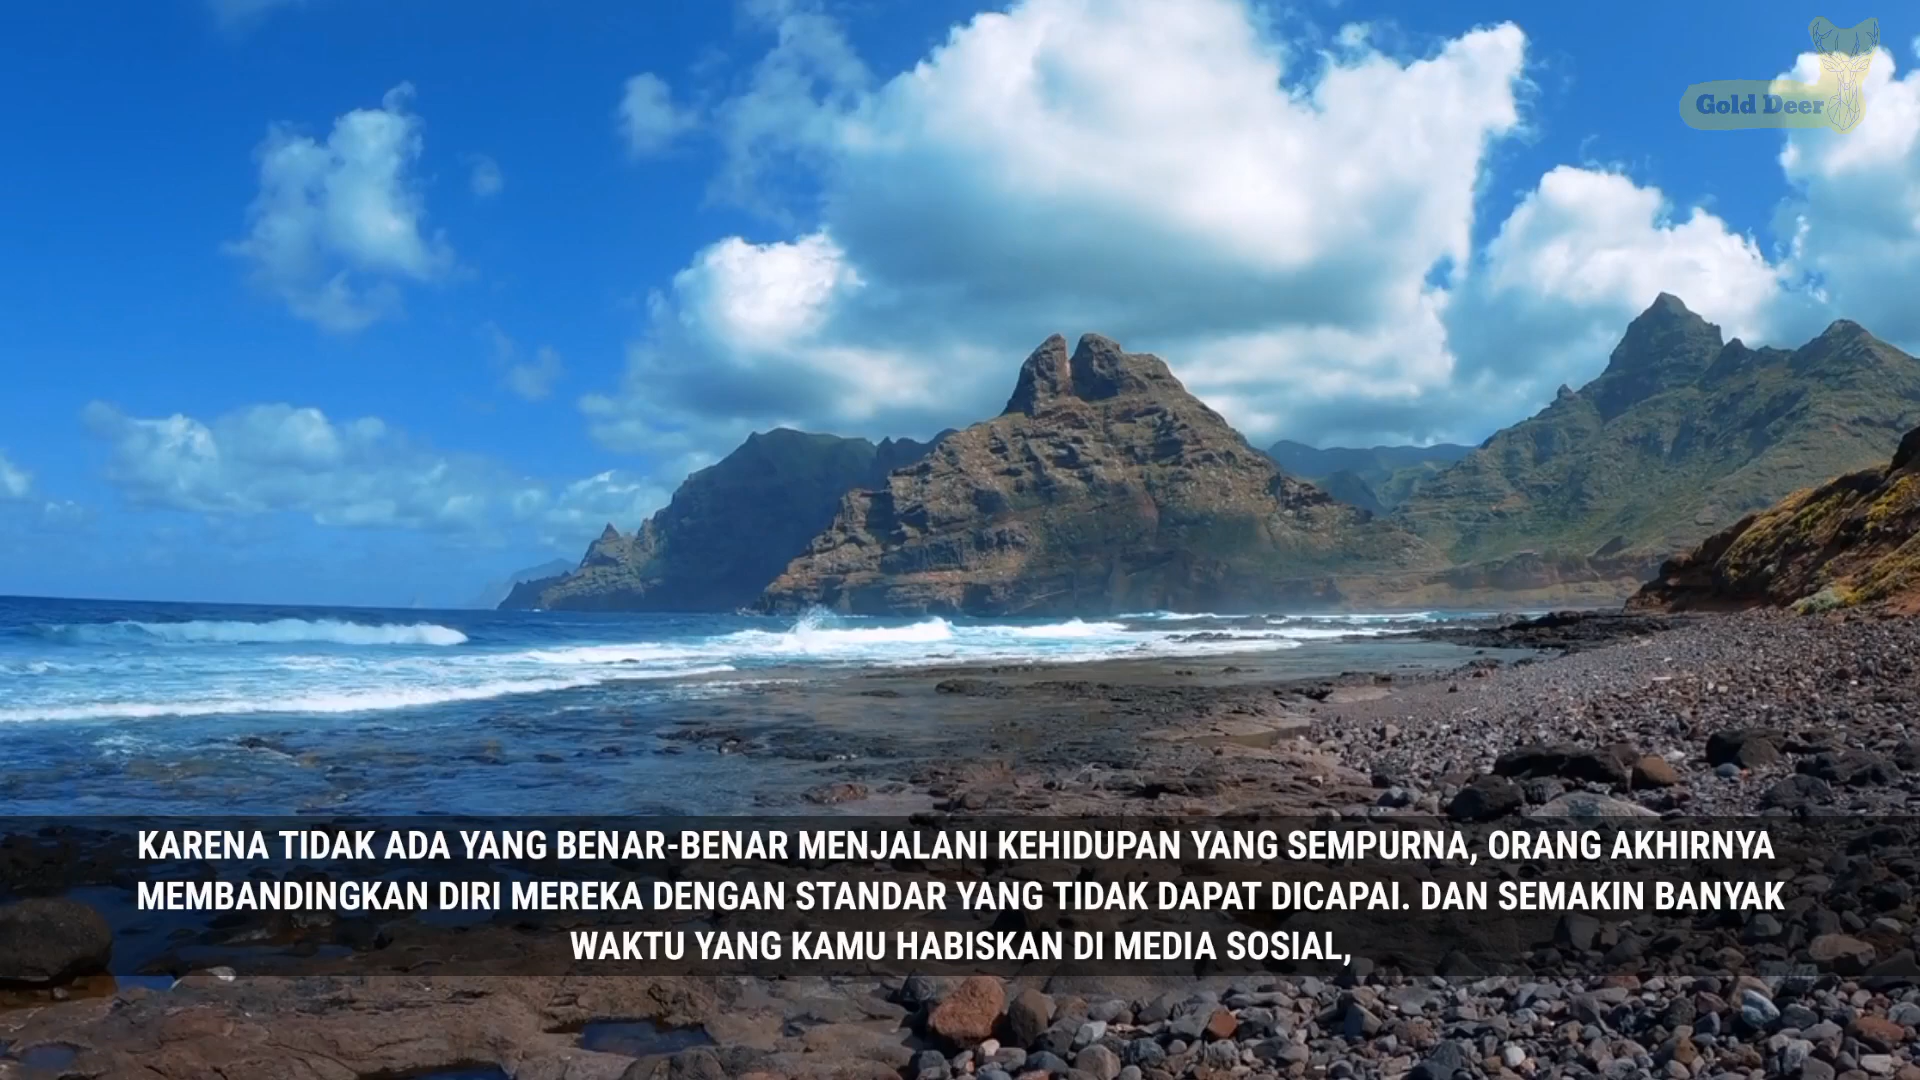 Gold Deer
KARENA TIDAK ADA YANG BENAR-BENAR MENJALANI KEHIDUPAN YANG SEMPURNA, ORANG AKHIRNYA
MEMBANDINGKAN DIRI MEREKA DENGAN STANDAR YANG TIDAK DAPAT DICAPAI. DAN SEMAKIN BANYAK
WAKTU YANG KAMU HABISKAN DI MEDIA SOSIAL,